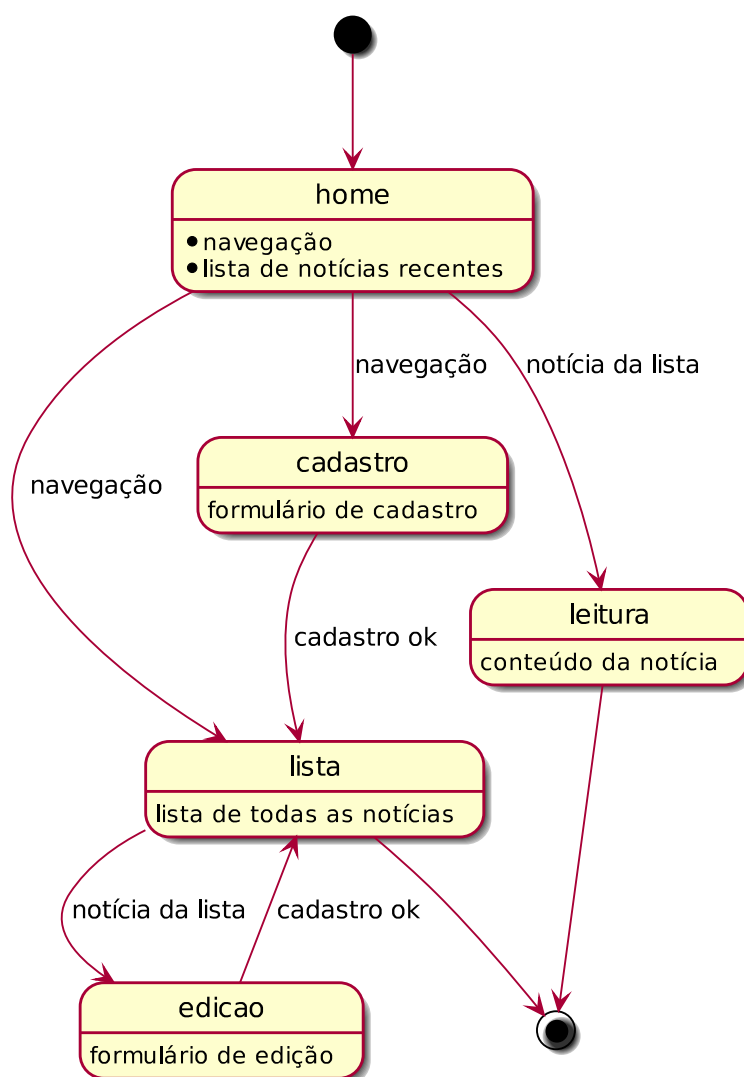 home
navegação
lista de notícias recentes
navegação
notícia da lista
cadastro
formulário de cadastro
navegação
leitura
conteúdo da notícia
cadastro ok
lista
lista de todas as notícias
notícia da lista
cadastro ok
edicao
formulário de edição